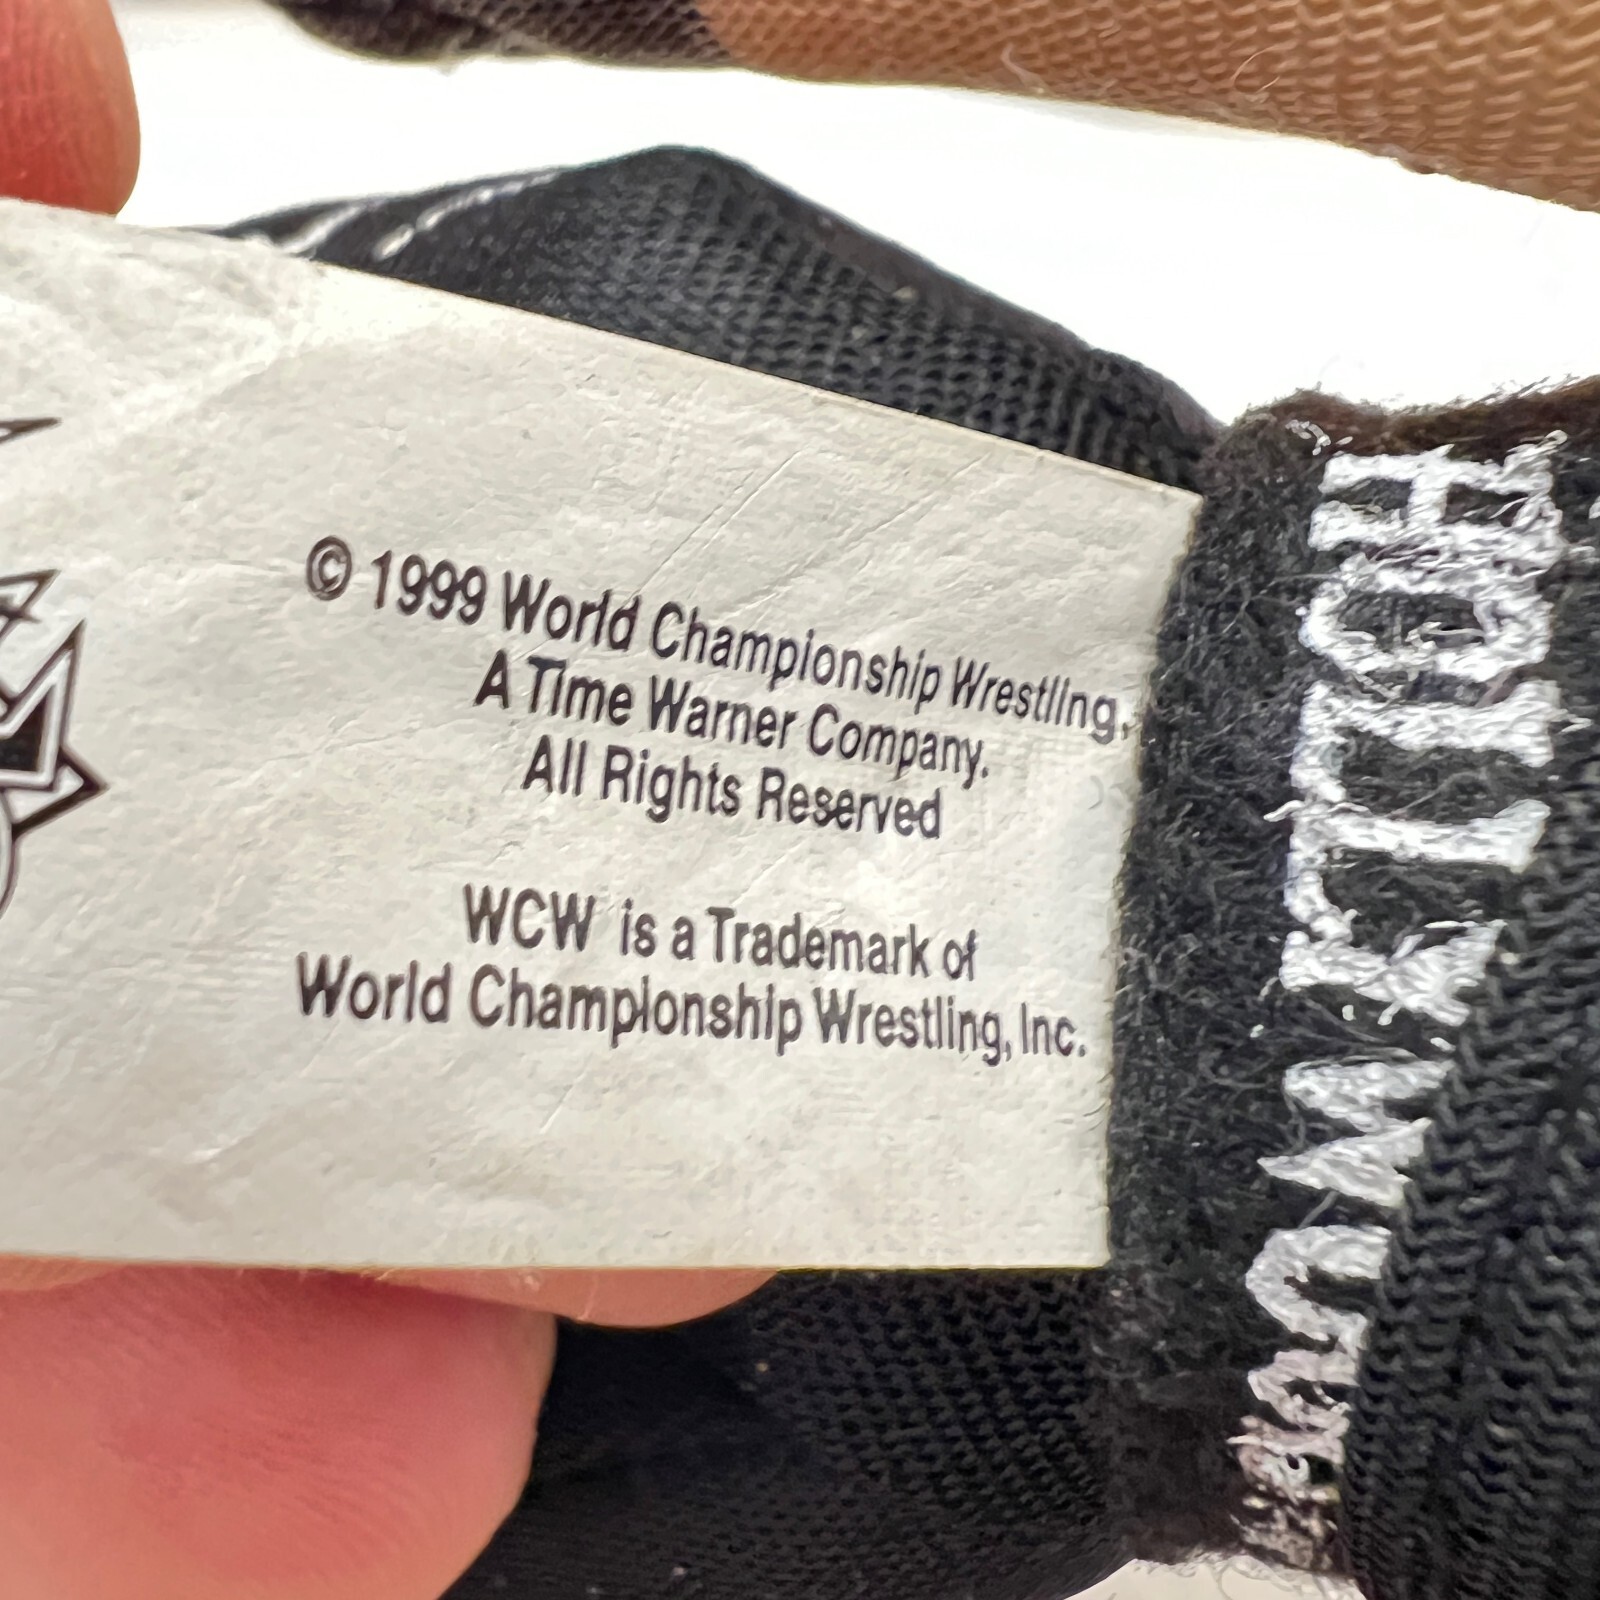 © 1999 World Championship Wrestling,
A Time Warner Company.
All Rights Reserved
WCW is a Trademark of
World Championship Wrestling, Inc.